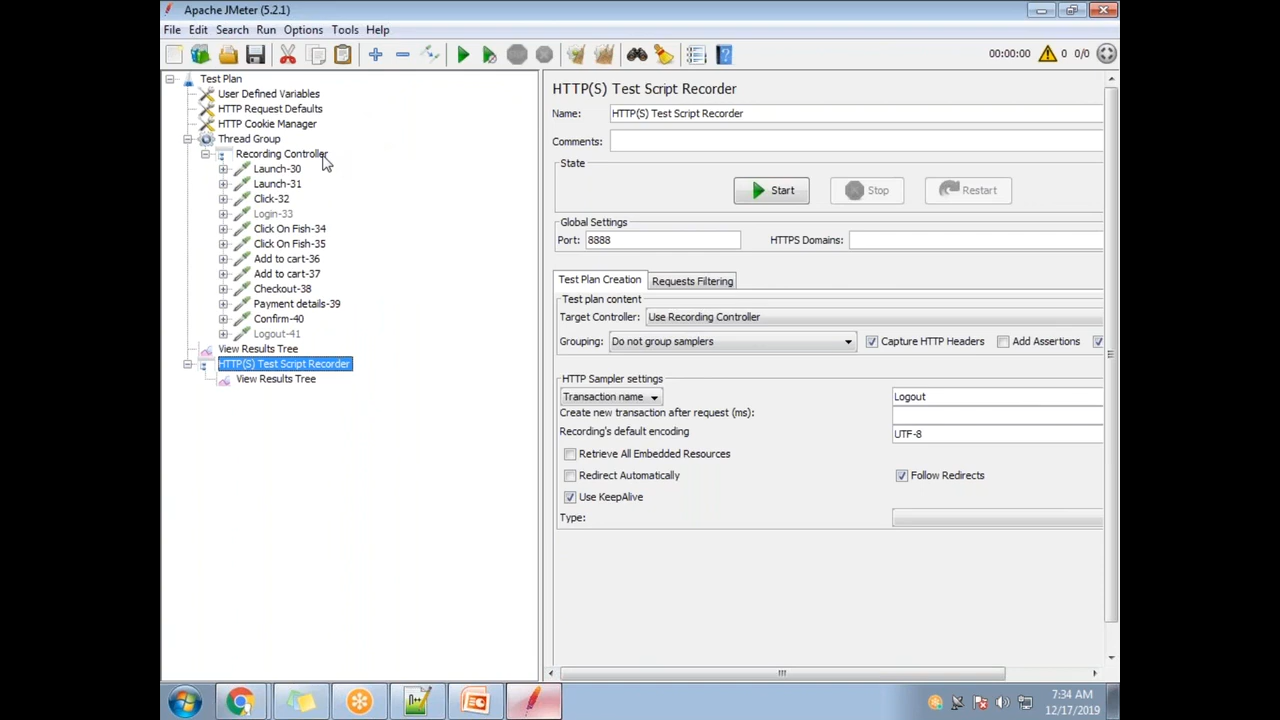 Apache JMeter (5.2.1)
File Edit Search Run Options Tools Help
00:00:00 0 0/0
Test Plan
User Defined Variables
HTTP Request Defaults
HTTP Cookie Manager
Thread Group
Recording Controller
Launch-30
Launch-31
Click-32
Login-33
Click On Fish-34
Click On Fish-35
Add to cart-36
Add to cart-37
Checkout-38
Payment details-39
Confirm-40
Logout-41
View Results Tree
HTTP(S) Test Script Recorder
View Results Tree
HTTP(S) Test Script Recorder
Name: HTTP(S) Test Script Recorder
Comments:
State
Start Stop Restart
Global Settings
Port: 8888 HTTPS Domains:
Test Plan Creation Requests Filtering
Test plan content
Target Controller: Use Recording Controller
Grouping: Do not group samplers Capture HTTP Headers Add Assertions
HTTP Sampler settings
Transaction name Logout
Create new transaction after request (ms):
Recording's default encoding UTF-8
Retrieve All Embedded Resources
Redirect Automatically Follow Redirects
Use KeepAlive
Type:
7:34 AM
12/17/2019